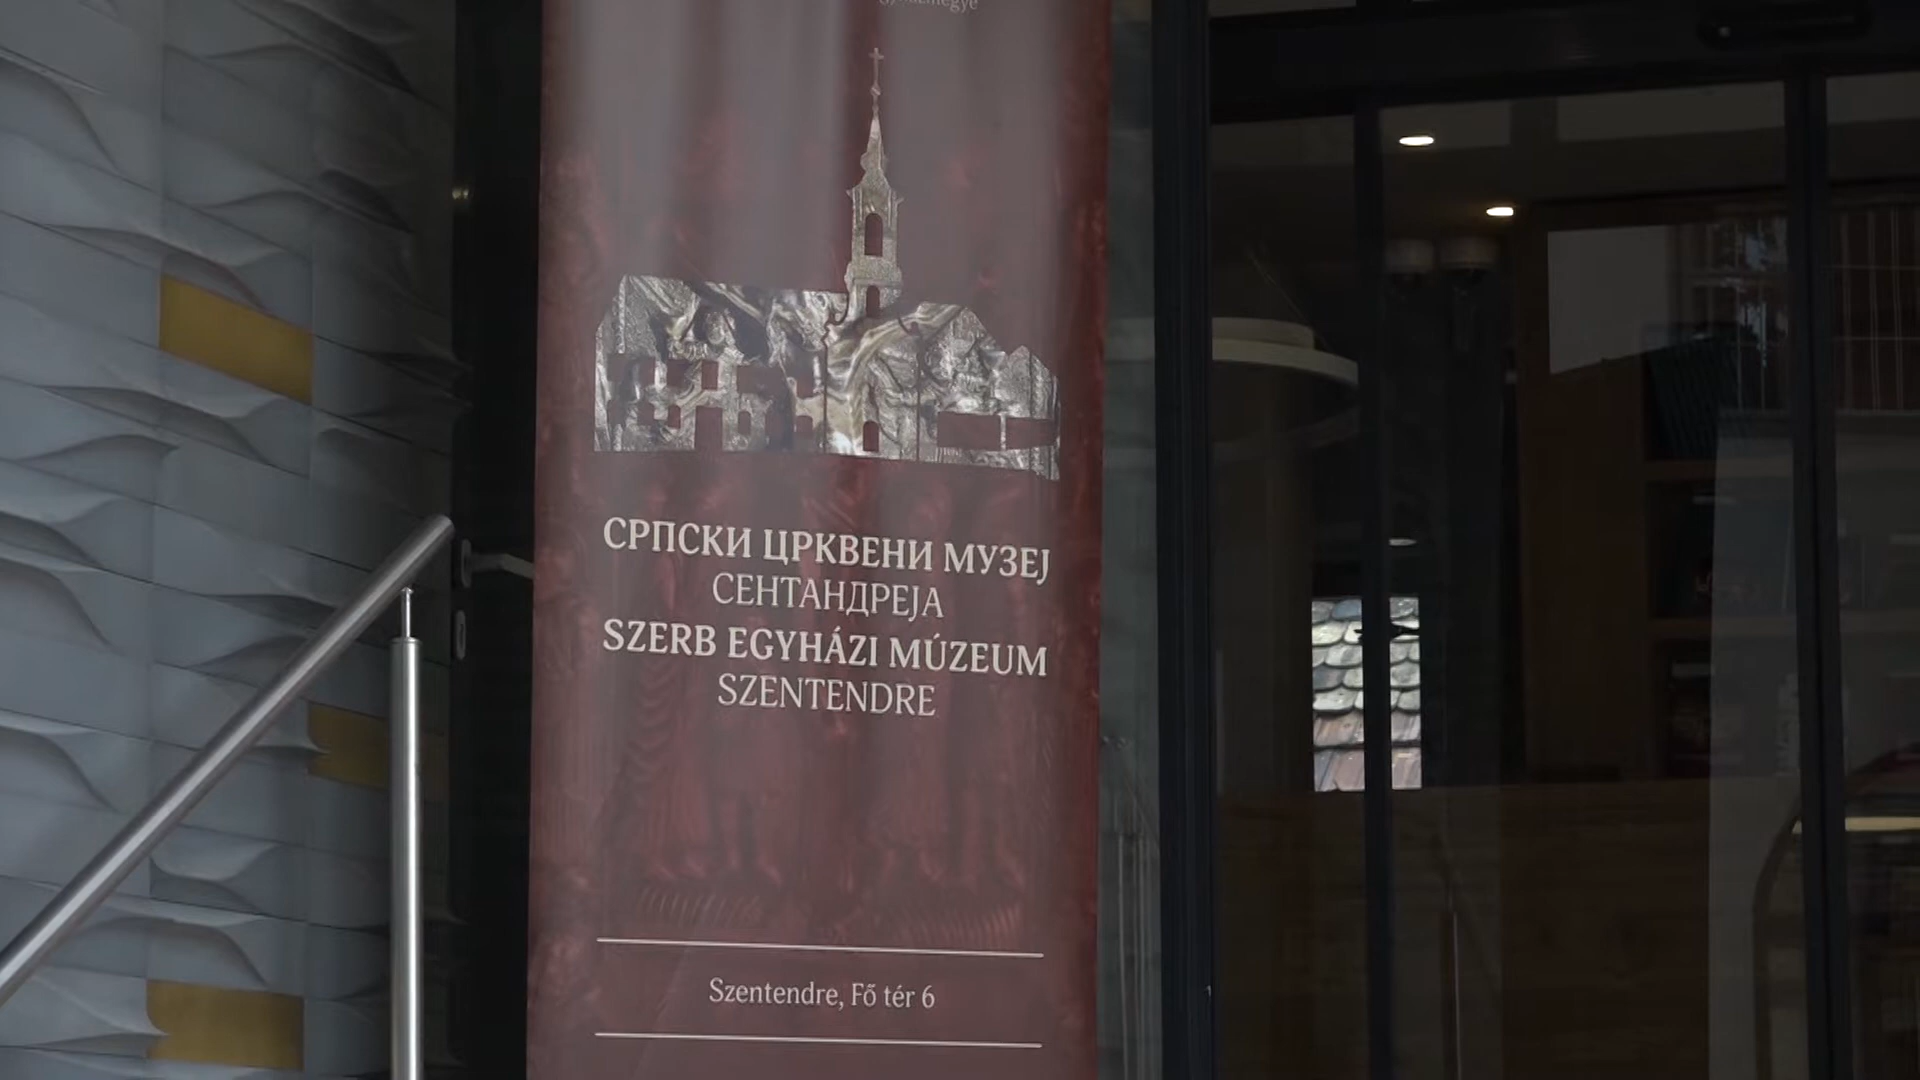 СРПСКИ ЦРКВЕНИ МУЗЕЈ
СЕНТАНДРЕЈА
SZERB EGYHÁZI MÚZEUM
SZENTENDRE
Szentendre, Fő tér 6